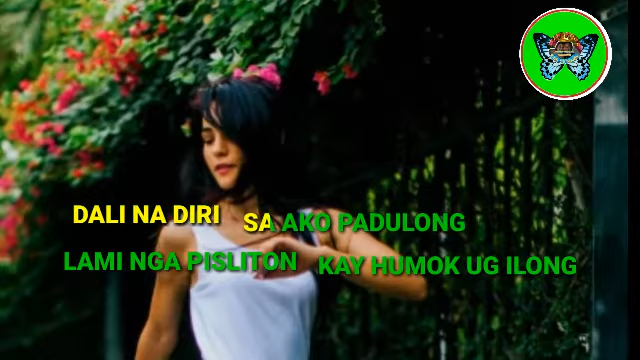 DALI NA DIRI SA AKO PADULONG
LAMI NGA PISLITON KAY HUMOK UG ILONG